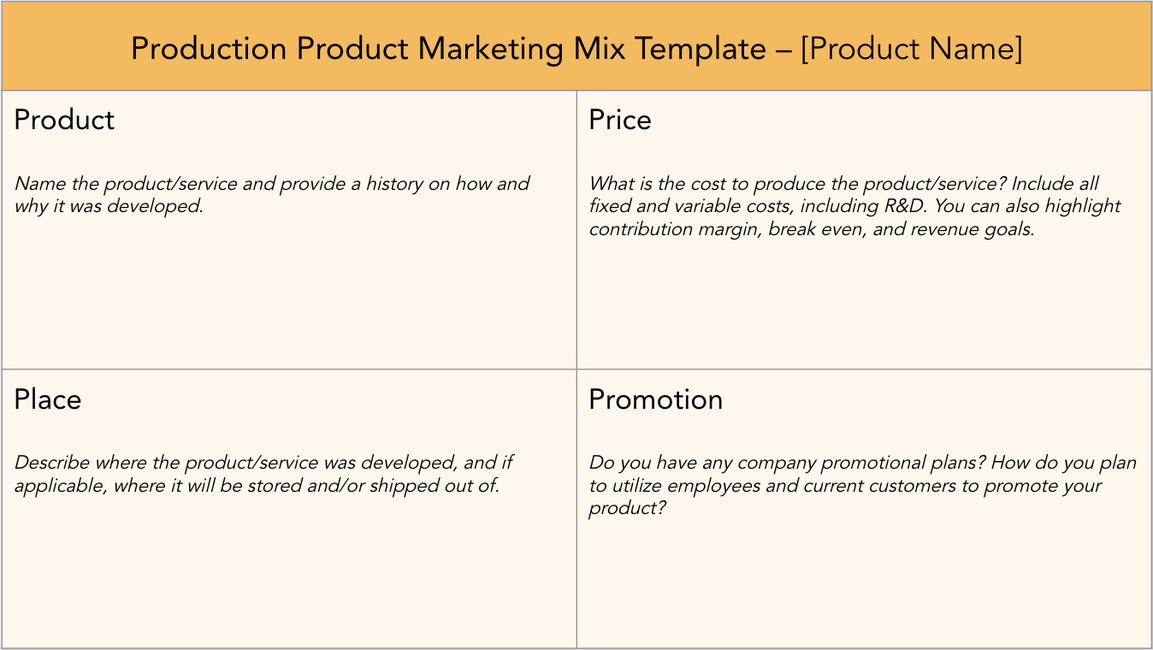 Production Product Marketing Mix Template – [Product Name]
Product
Name the product/service and provide a history on how and
why it was developed.
Price
What is the cost to produce the product/service? Include all
fixed and variable costs, including R&D. You can also highlight
contribution margin, break even, and revenue goals.
Place
Describe where the product/service was developed, and if
applicable, where it will be stored and/or shipped out of.
Promotion
Do you have any company promotional plans? How do you plan
to utilize employees and current customers to promote your
product?